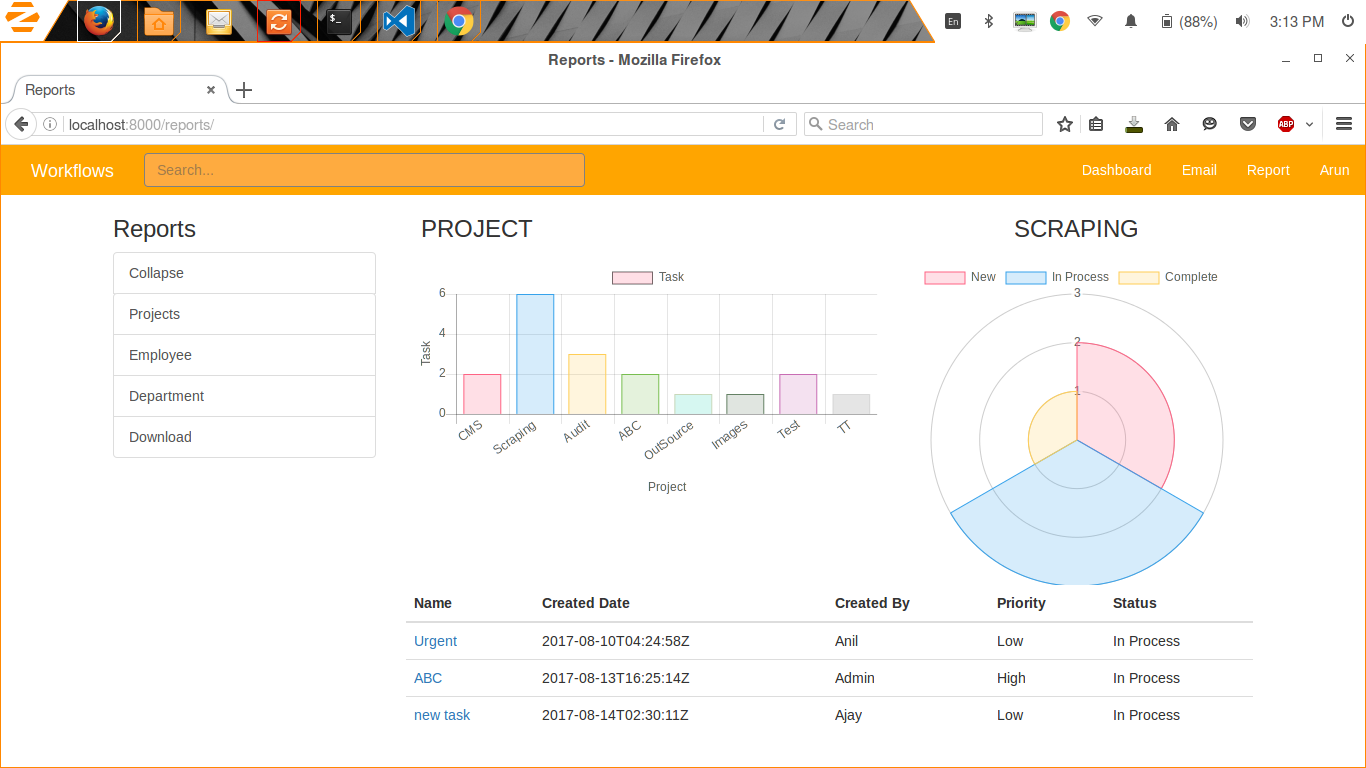 En (88%) 3:13 PM
Reports - Mozilla Firefox
Reports
localhost:8000/reports/ Search ABP
Workflows Search... Dashboard Email Report Arun
Reports
Collapse
Projects
Employee
Department
Download
PROJECT
Task
6
4
2
0
Task
CMS Scraping Audit ABC OutSource Images Test TT
Project
SCRAPING
New In Process Complete
3
2
1
Name Created Date Created By Priority Status
Urgent 2017-08-10T04:24:58Z Anil Low In Process
ABC 2017-08-13T16:25:14Z Admin High In Process
new task 2017-08-14T02:30:11Z Ajay Low In Process